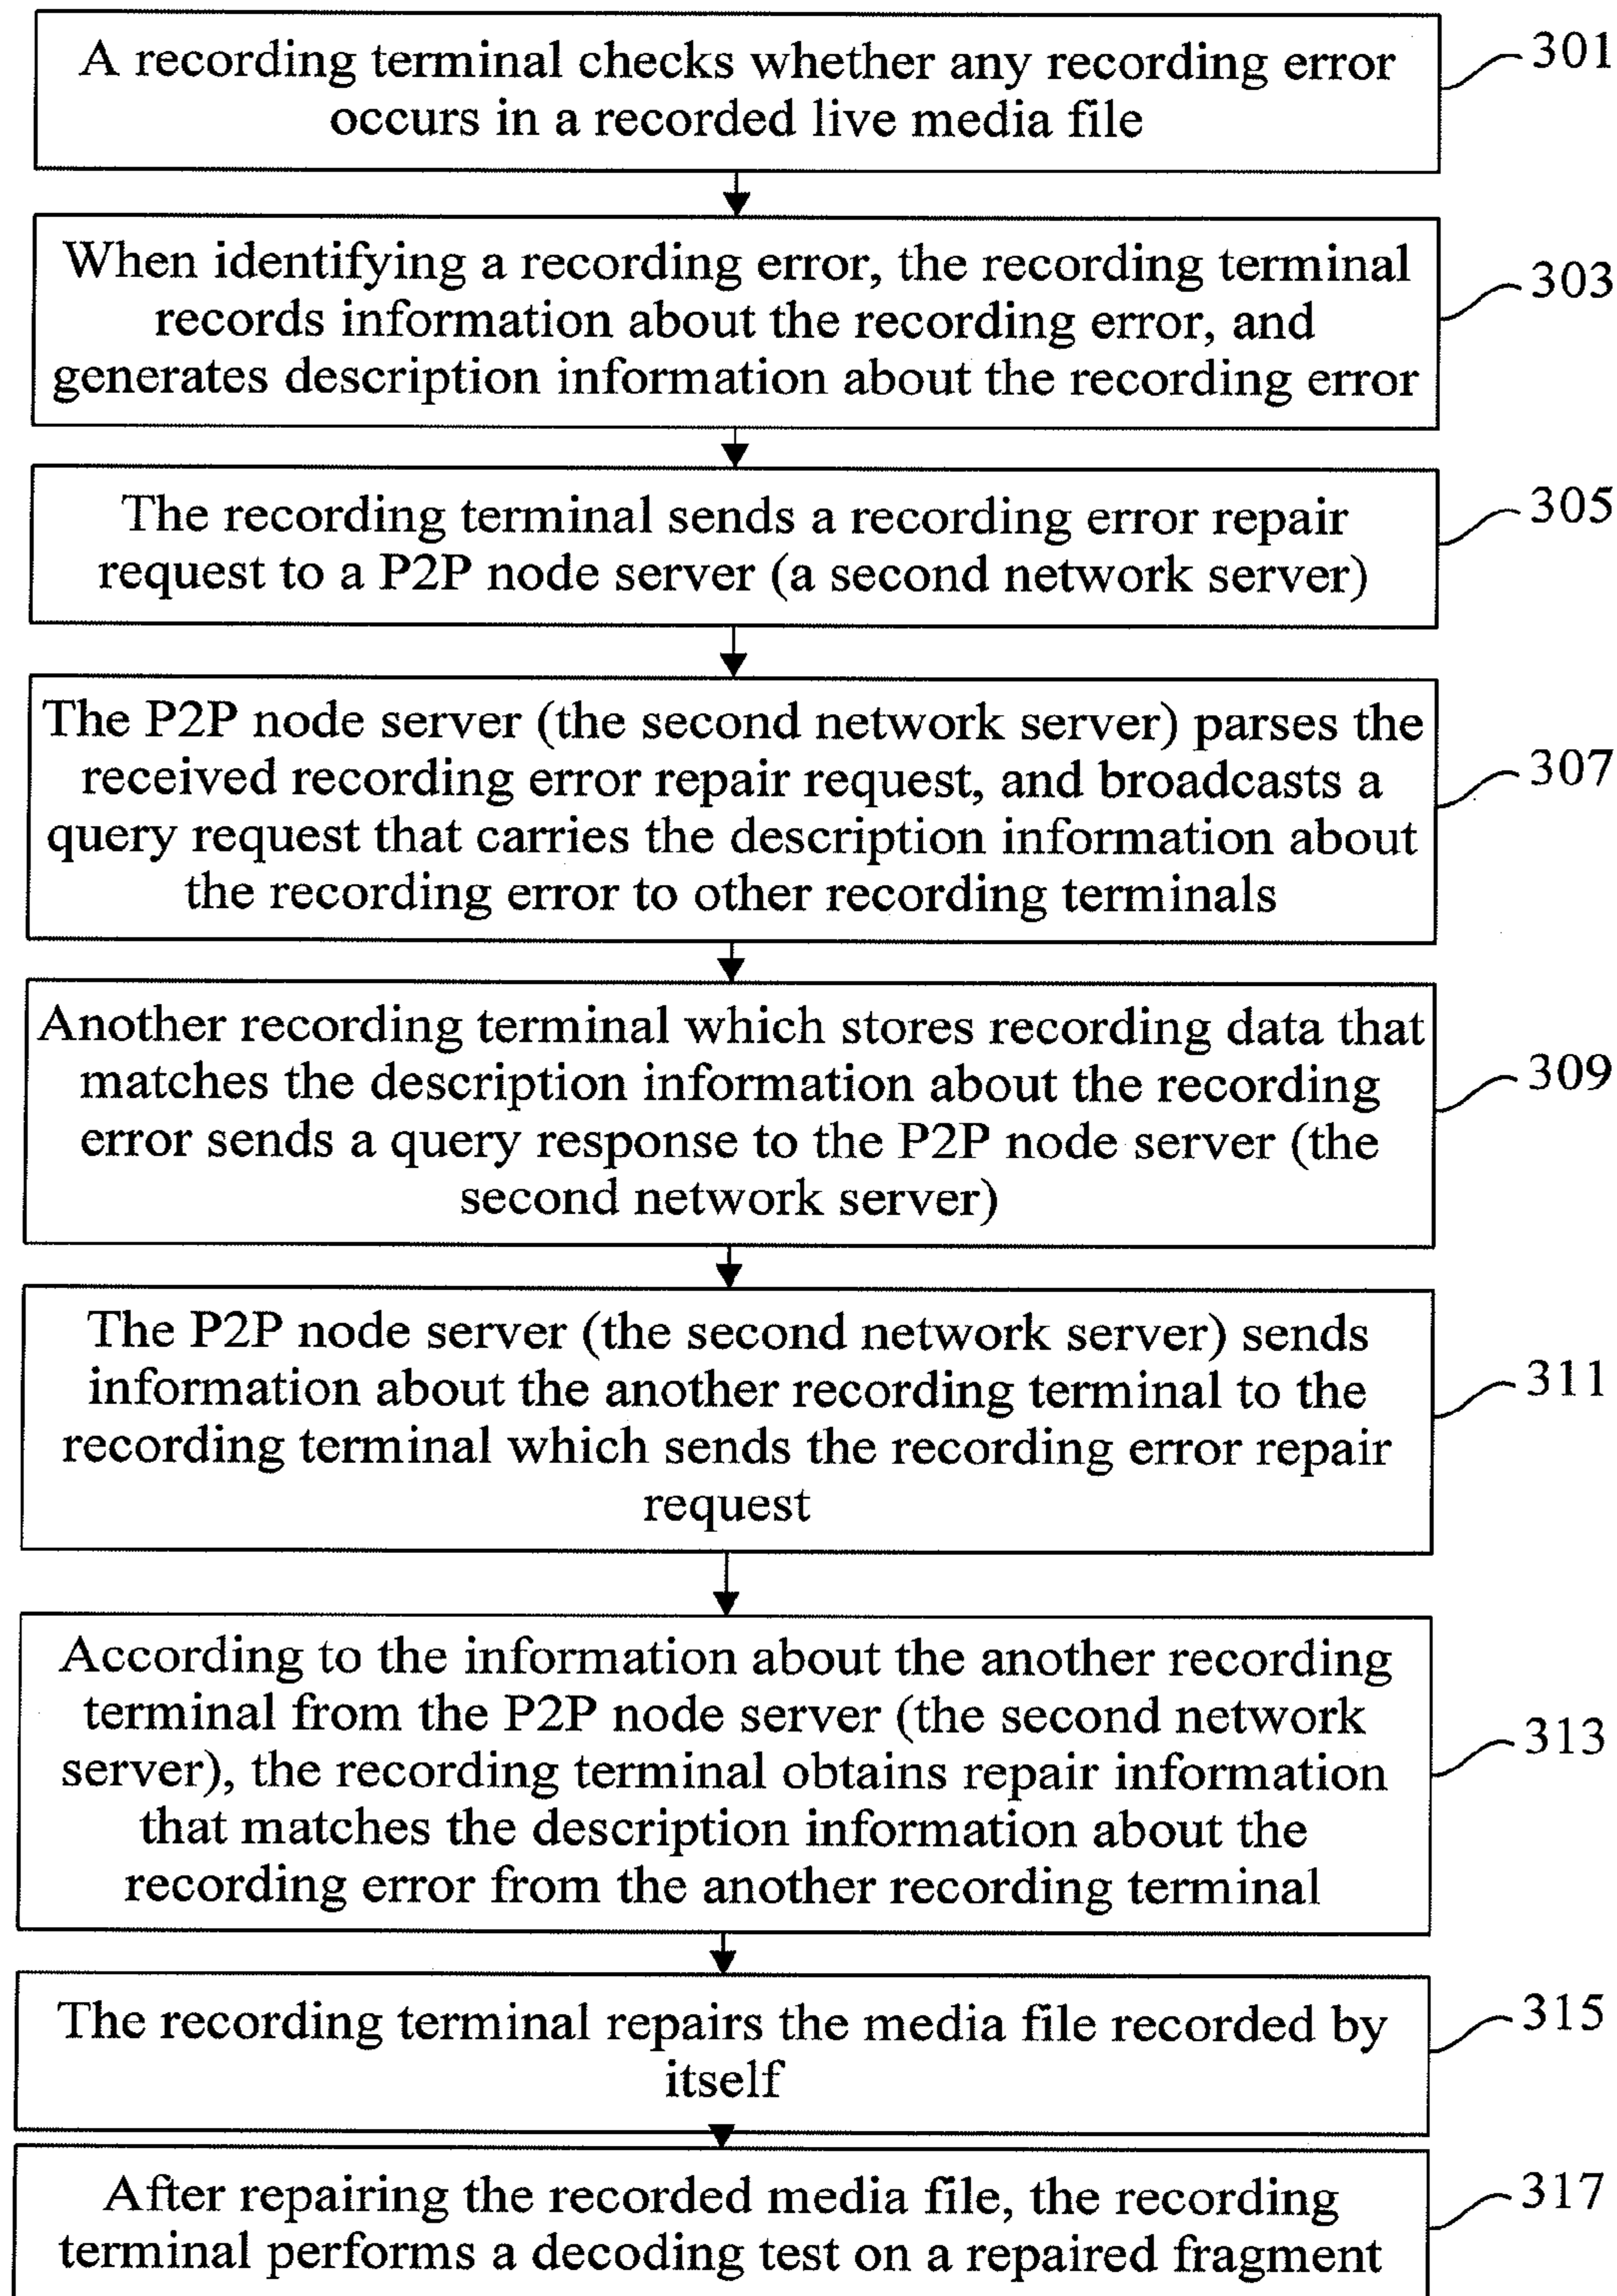 A recording terminal checks whether any recording error
occurs in a recorded live media file
301
When identifying a recording error, the recording terminal
records information about the recording error, and
generates description information about the recording error
303
The recording terminal sends a recording error repair
request to a P2P node server (a second network server)
305
The P2P node server (the second network server) parses the
received recording error repair request, and broadcasts a
query request that carries the description information about
the recording error to other recording terminals
307
Another recording terminal which stores recording data that
matches the description information about the recording
error sends a query response to the P2P node server (the
second network server)
309
The P2P node server (the second network server) sends
information about the another recording terminal to the
recording terminal which sends the recording error repair
request
311
According to the information about the another recording
terminal from the P2P node server (the second network
server), the recording terminal obtains repair information
that matches the description information about the
recording error from the another recording terminal
313
The recording terminal repairs the media file recorded by
itself
315
After repairing the recorded media file, the recording
terminal performs a decoding test on a repaired fragment
317